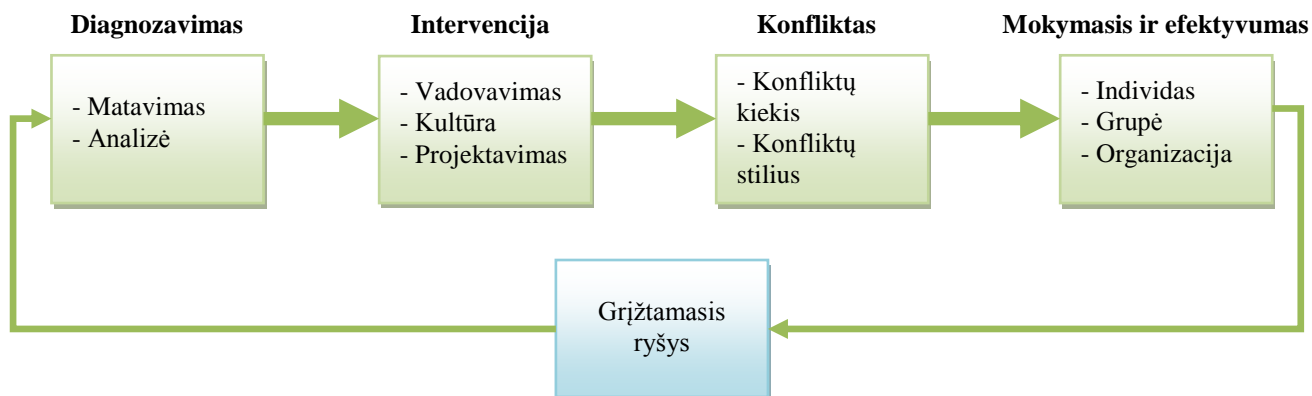 Diagnozavimas
- Matavimas
- Analizė
Intervencija
- Vadovavimas
- Kultūra
- Projektavimas
Konfliktas
- Konfliktų
kiekis
- Konfliktų
stilius
Mokymasis ir efektyvumas
- Individas
- Grupė
- Organizacija
Grįžtamasis
ryšys